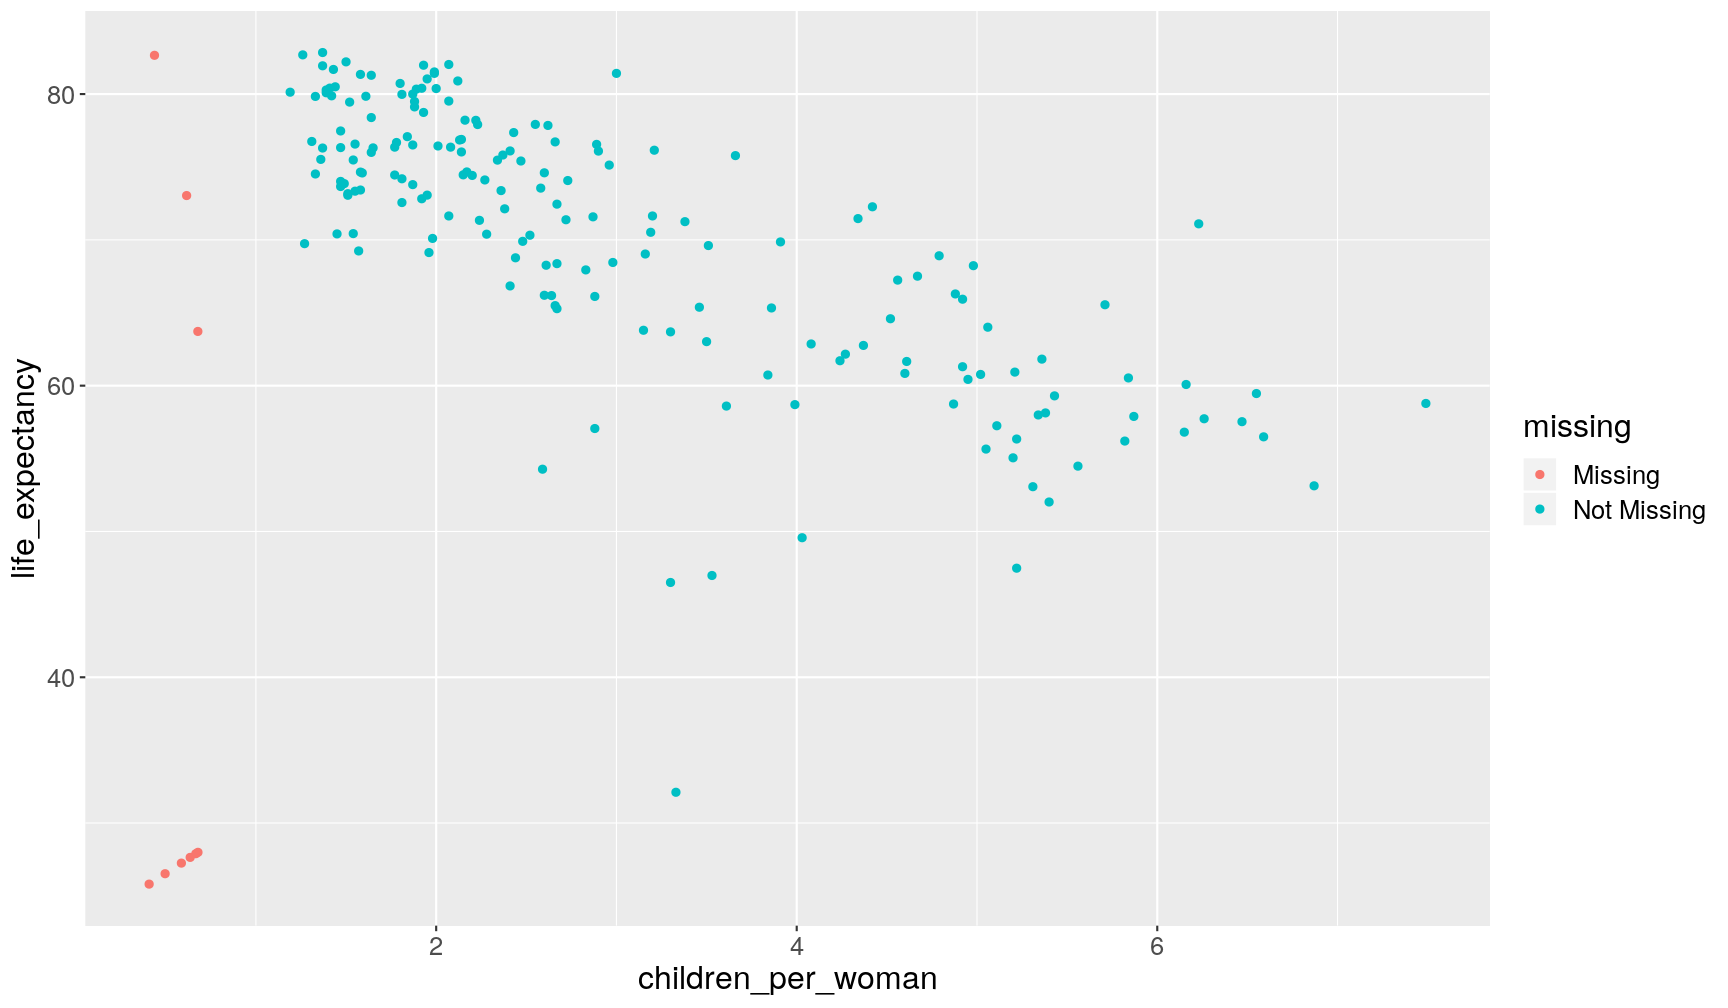 80
60
40
2
4
6
life_expectancy
children_per_woman
missing
Missing
Not Missing